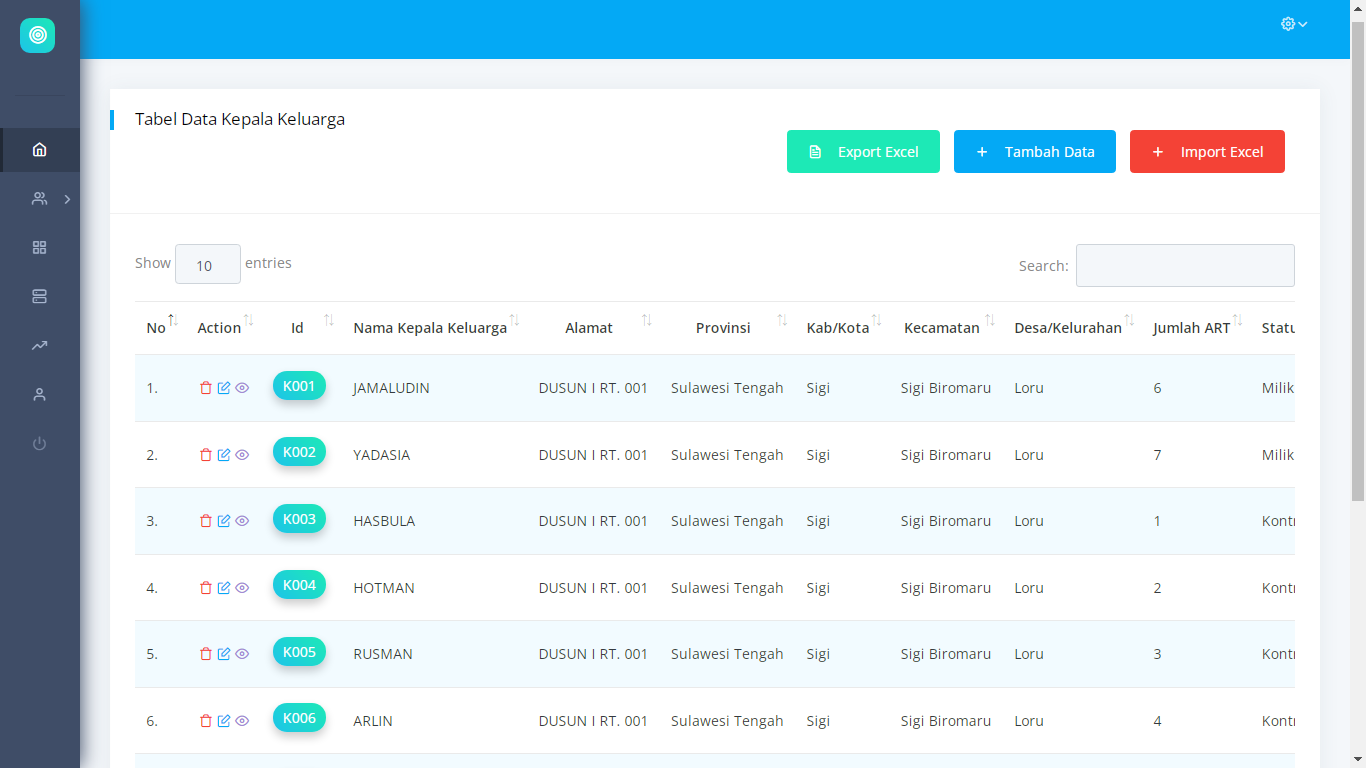 Tabel Data Kepala Keluarga
Export Excel
Tambah Data
Import Excel
Show 10 entries
Search:
No Action Id Nama Kepala Keluarga Alamat Provinsi Kab/Kota Kecamatan Desa/Kelurahan Jumlah ART Statu
1. K001 JAMALUDIN DUSUN I RT. 001 Sulawesi Tengah Sigi Sigi Biromaru Loru 6 Milik
2. K002 YADASIA DUSUN I RT. 001 Sulawesi Tengah Sigi Sigi Biromaru Loru 7 Milik
3. K003 HASBULA DUSUN I RT. 001 Sulawesi Tengah Sigi Sigi Biromaru Loru 1 Kont
4. K004 HOTMAN DUSUN I RT. 001 Sulawesi Tengah Sigi Sigi Biromaru Loru 2 Kont
5. K005 RUSMAN DUSUN I RT. 001 Sulawesi Tengah Sigi Sigi Biromaru Loru 3 Kont
6. K006 ARLIN DUSUN I RT. 001 Sulawesi Tengah Sigi Sigi Biromaru Loru 4 Kont